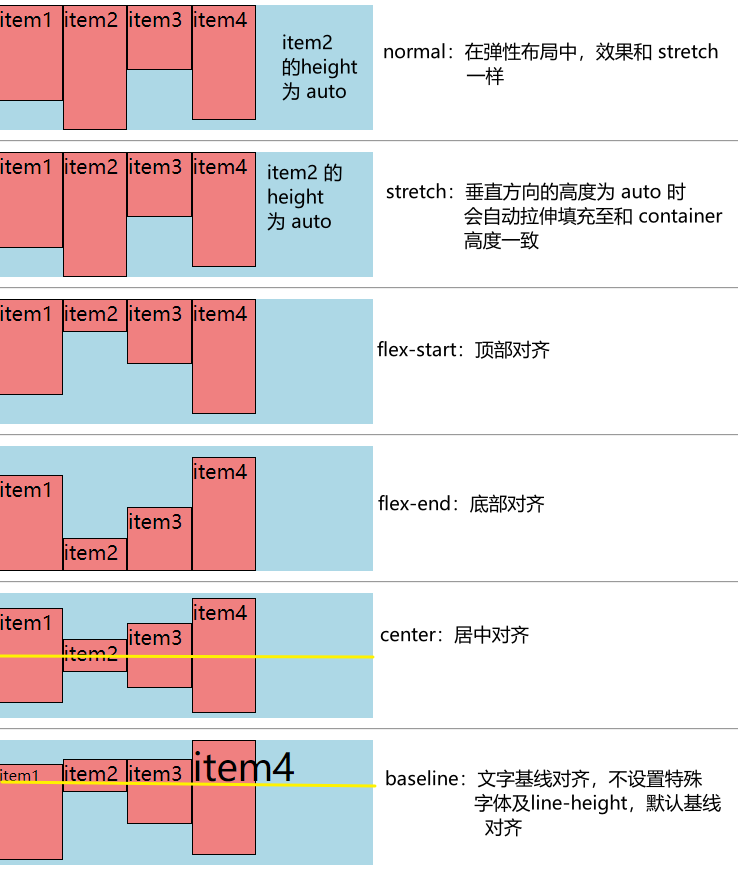 item1 item2 item3 item4
item2
的height
为 auto
normal：在弹性布局中，效果和 stretch
一样
item1 item2 item3 item4
item2 的
height
为 auto
stretch：垂直方向的高度为 auto 时
会自动拉伸填充至和 container
高度一致
item1 item2 item3 item4
flex-start：顶部对齐
item1 item2 item3 item4
flex-end：底部对齐
item1 item2 item3 item4
center：居中对齐
item1 item2 item3 item4
baseline：文字基线对齐，不设置特殊
字体及line-height，默认基线
对齐